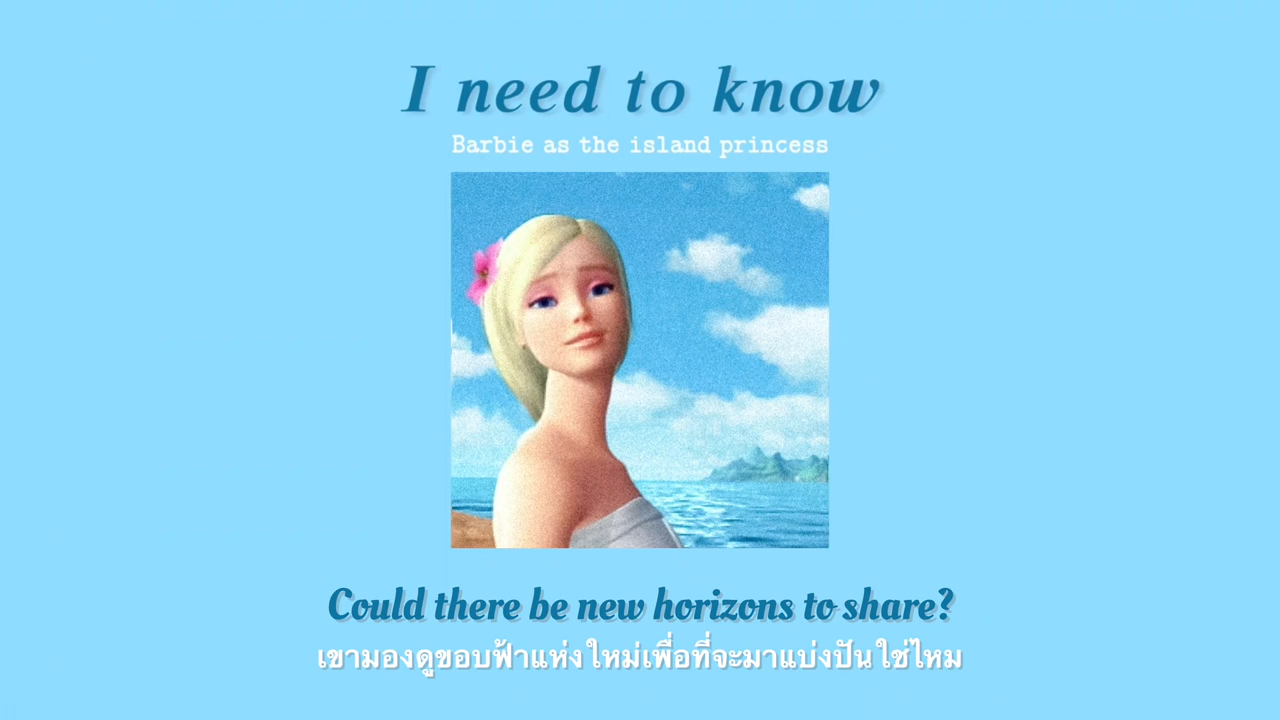 I need to know
Barbie as the island princess
Could there be new horizons to share?
เขามองดูขอบฟ้าแห่งใหม่เพื่อที่จะมาแบ่งปันใช่ไหม